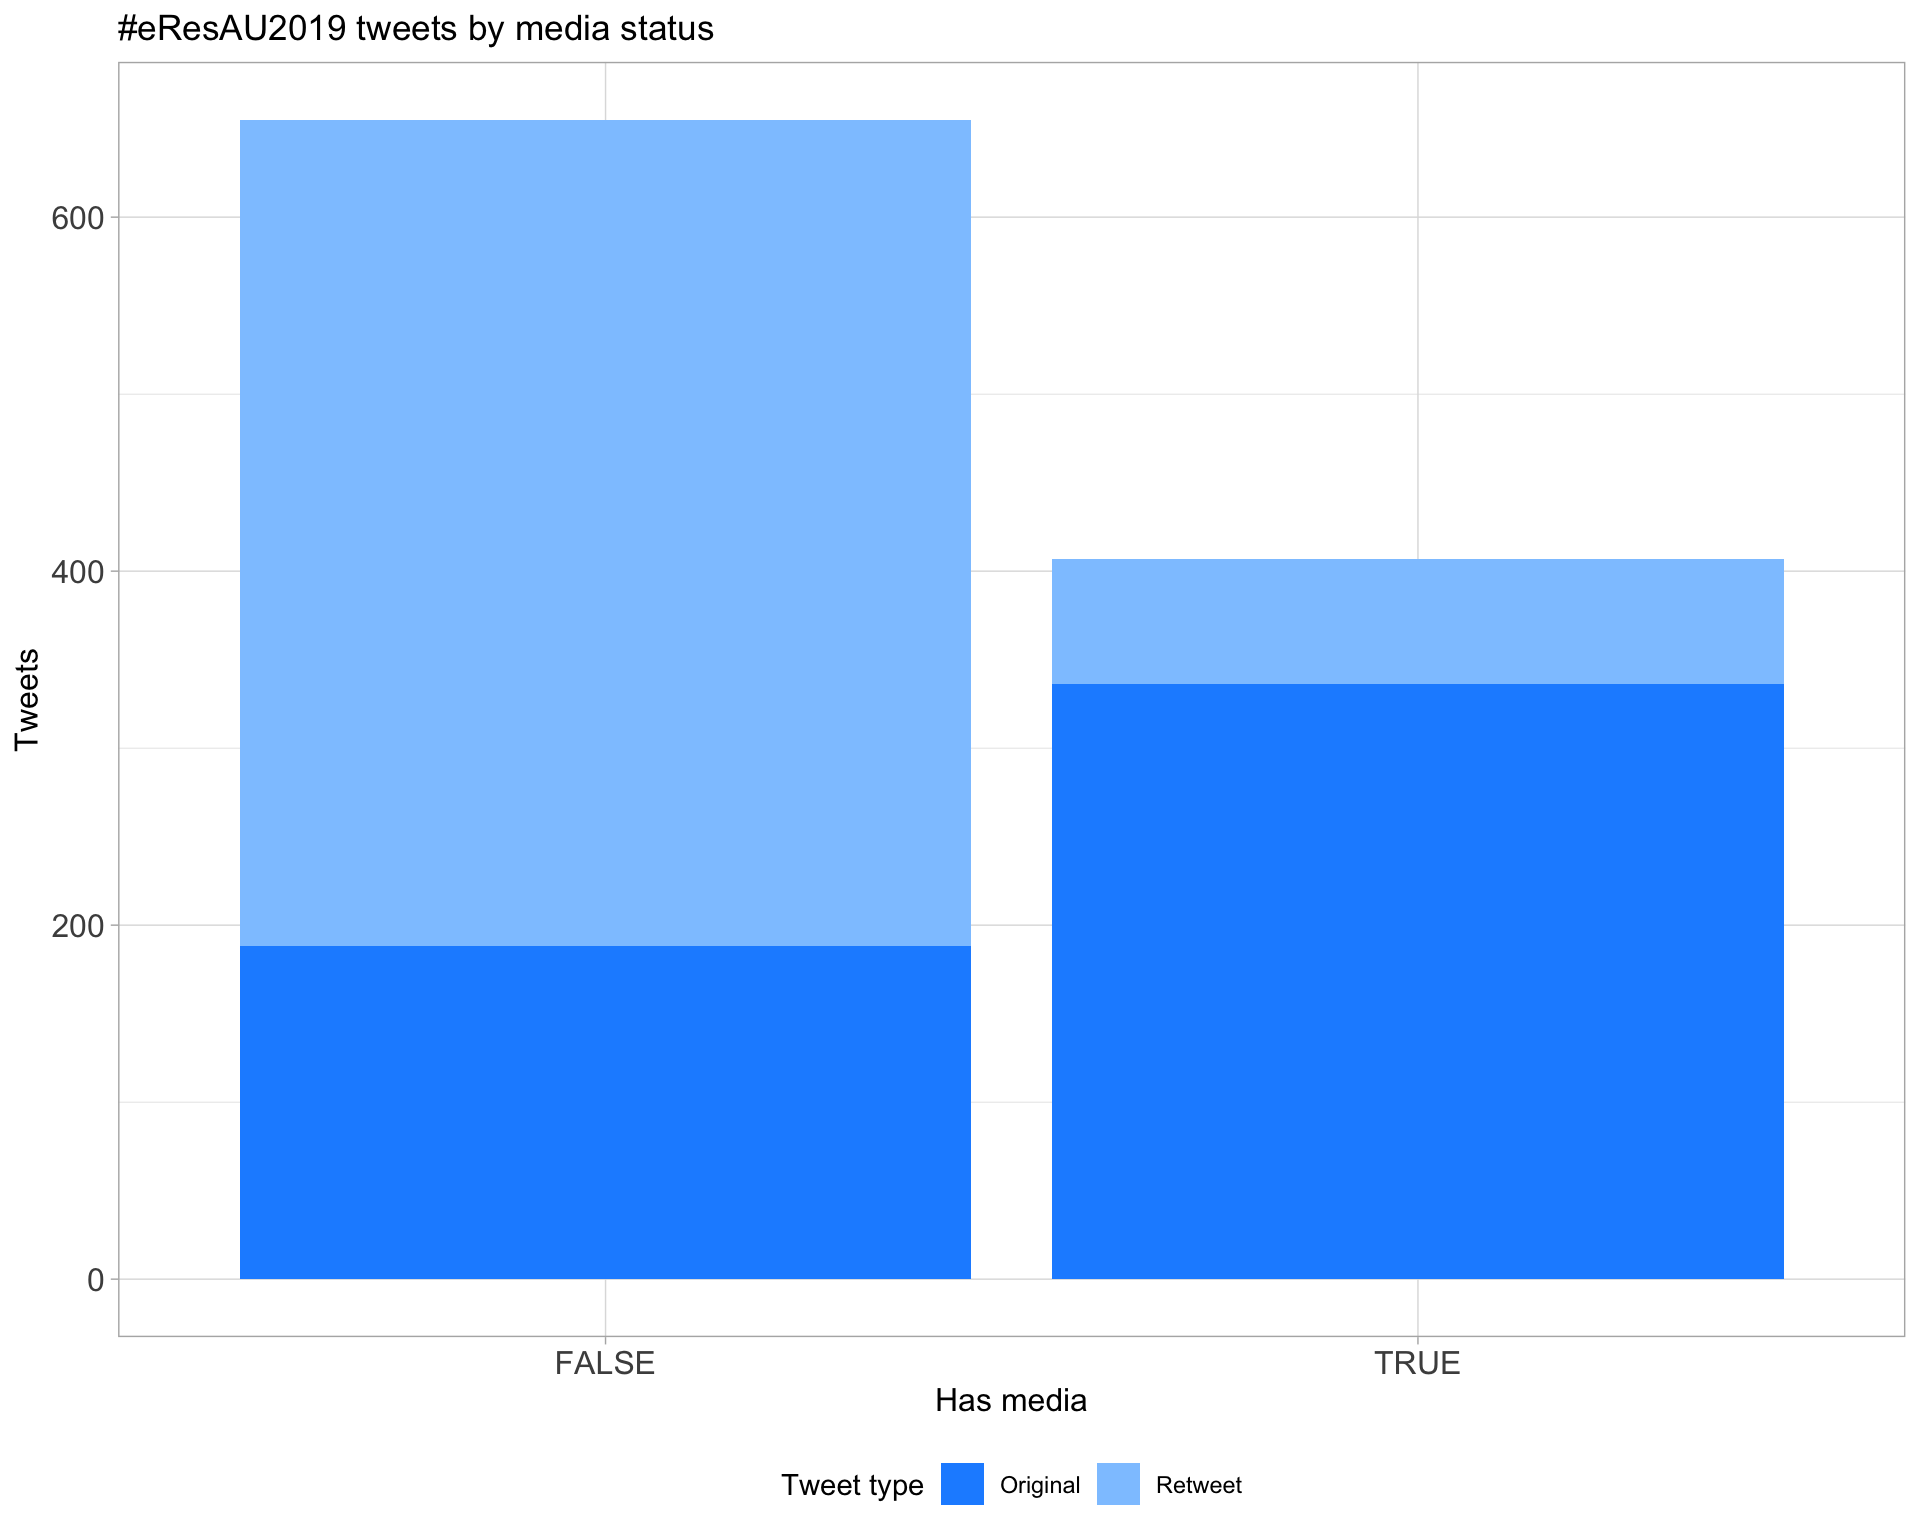 #eResAU2019 tweets by media status
600
400
200
0
Tweets
FALSE TRUE
Has media
Tweet type Original Retweet